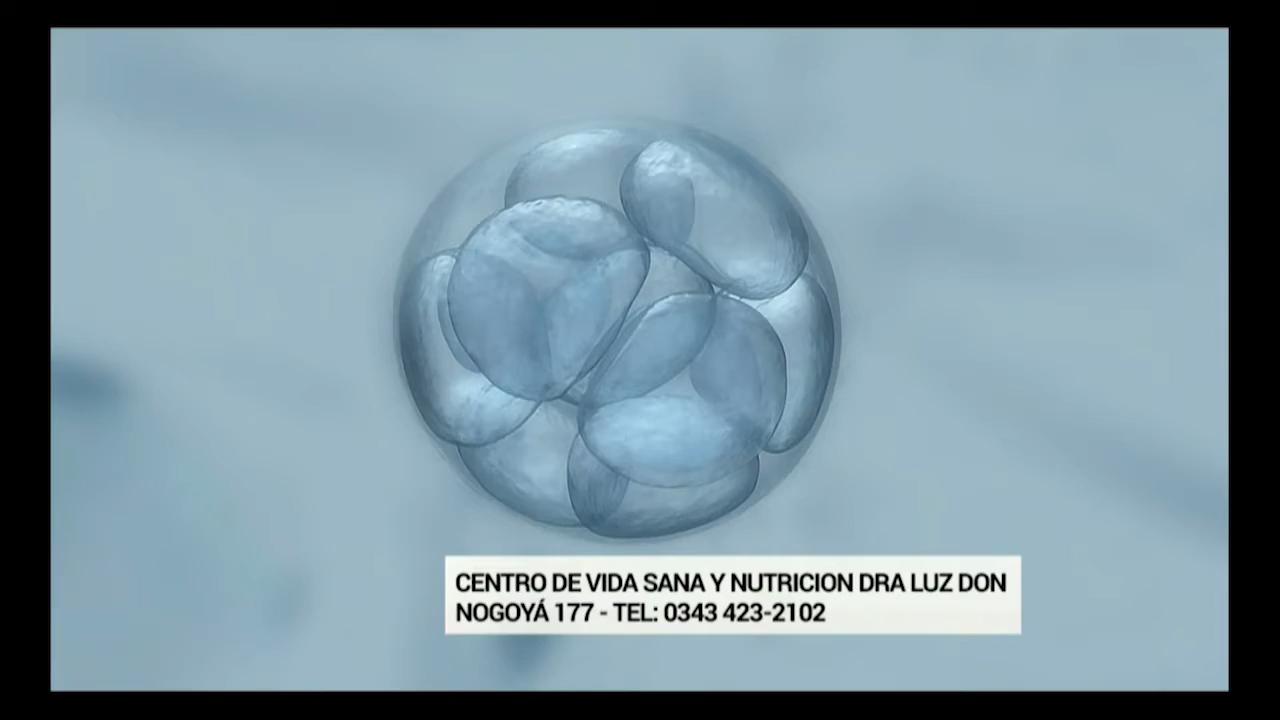 CENTRO DE VIDA SANA Y NUTRICION DRA LUZ DON
NOGOYÁ 177 - TEL: 0343 423-2102